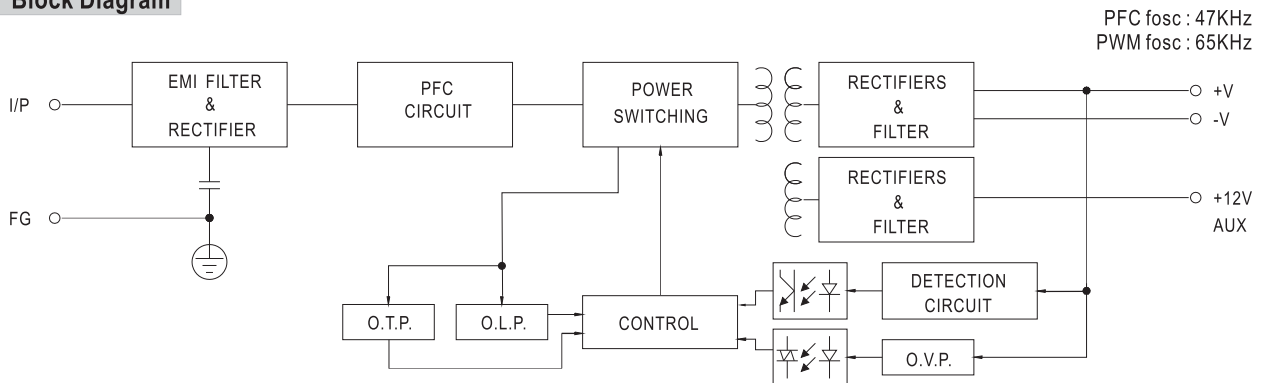 Block Diagram
PFC fosc : 47KHz
PWM fosc : 65KHz
I/P
EMI FILTER
&
RECTIFIER
PFC
CIRCUIT
POWER
SWITCHING
RECTIFIERS
&
FILTER
+V
-V
RECTIFIERS
&
FILTER
+12V
AUX
FG
O.T.P.
O.L.P.
CONTROL
DETECTION
CIRCUIT
O.V.P.